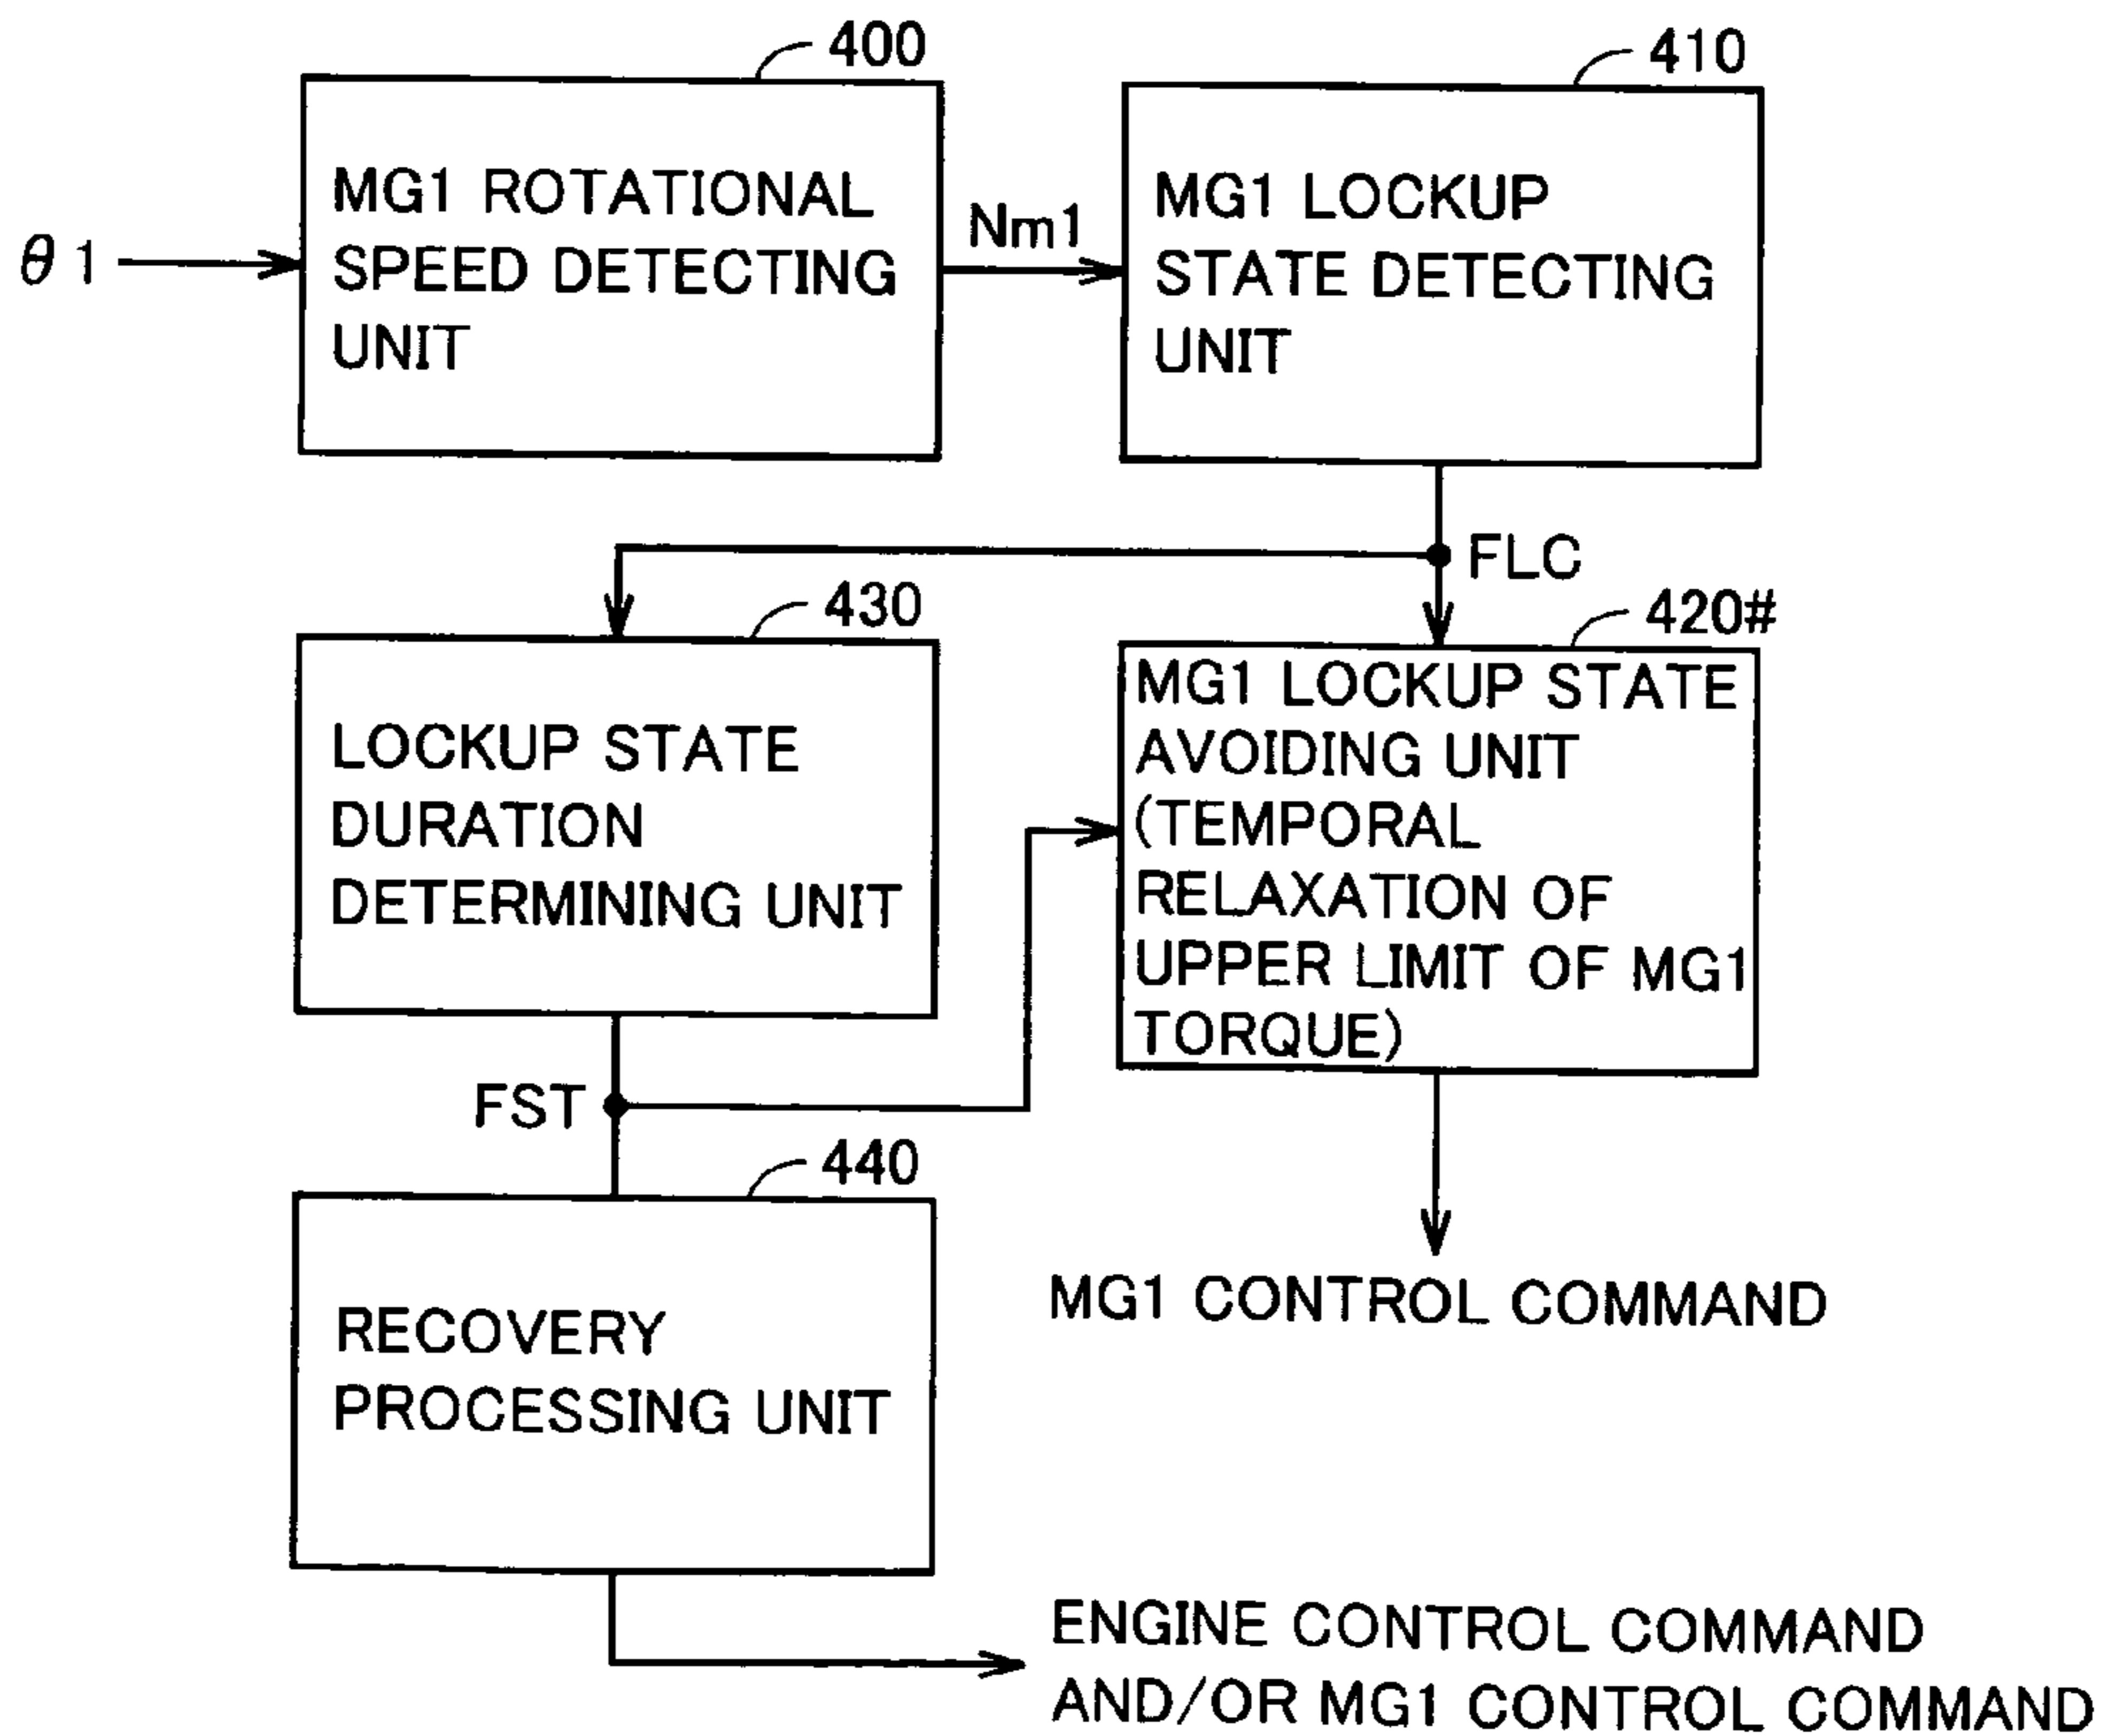 400
410
θ1
MG1 ROTATIONAL
SPEED DETECTING
UNIT
Nm1
MG1 LOCKUP
STATE DETECTING
UNIT
FLC
430
420#
LOCKUP STATE
DURATION
DETERMINING UNIT
MG1 LOCKUP STATE
AVOIDING UNIT
(TEMPORAL
RELAXATION OF
UPPER LIMIT OF MG1
TORQUE)
FST
440
RECOVERY
PROCESSING UNIT
MG1 CONTROL COMMAND
ENGINE CONTROL COMMAND
AND/OR MG1 CONTROL COMMAND